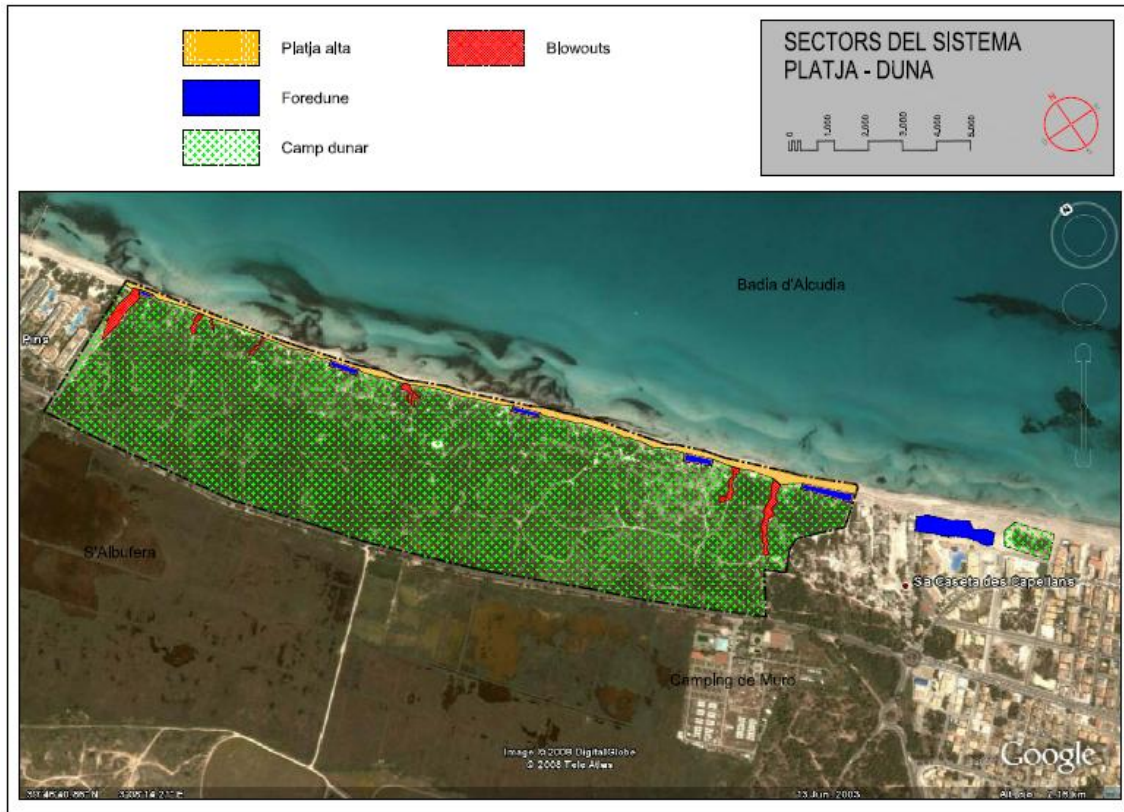 Platja alta
Blowouts
Foredune
Camp dunar
SECTORS DEL SISTEMA
PLATJA - DUNA
0
1,000
2,000
3,000
4,000
5,000
N
N
Badia d'Alcudia
Pins
S'Albufera
Sa Caseta des Capellans
Camping de Muro
Image © 2008 DigitalGlobe
© 2008 Tele Atlas
Google
13 Jun, 2003